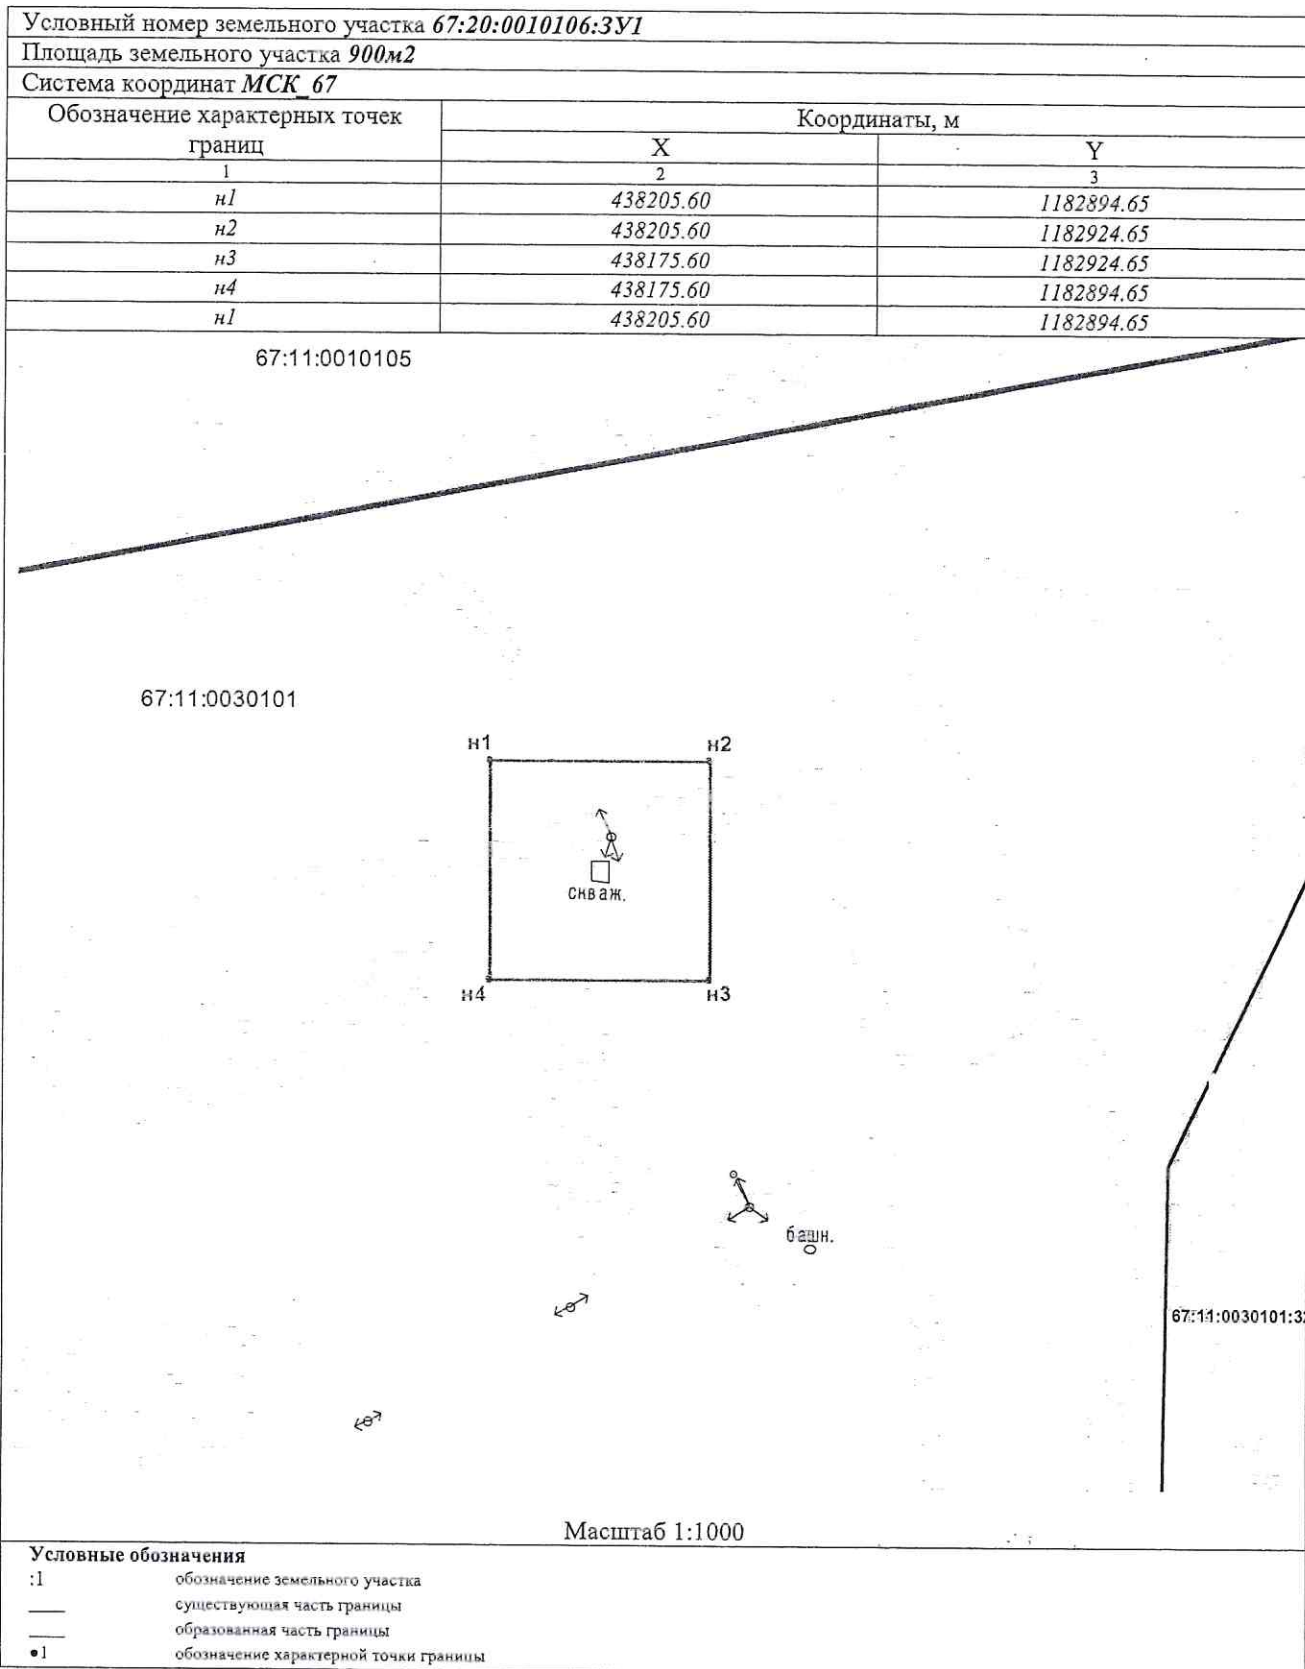 Условный номер земельного участка 67:20:0010106:ЗУ1
Площадь земельного участка 900м2
Система координат МСК_67
Обозначение характерных точек границ
Координаты, м
X Y
1 2 3
н1 438205.60 1182894.65
н2 438205.60 1182924.65
н3 438175.60 1182924.65
н4 438175.60 1182894.65
н1 438205.60 1182894.65
67:11:0010105
67:11:0030101
н1 н2
скваж.
н4 н3
башн.
67:11:0030101:32
Масштаб 1:1000
Условные обозначения
:1 обозначение земельного участка
существующая часть границы
образованная часть границы
•1 обозначение характерной точки границы